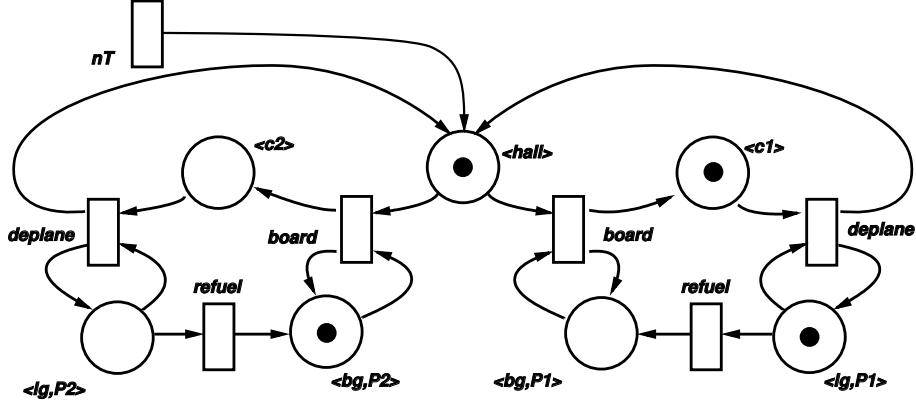 nT
<c2>
<hall>
<c1>
deplane
board
board
deplane
refuel
refuel
<lg,P2>
<bg,P2>
<bg,P1>
<lg,P1>